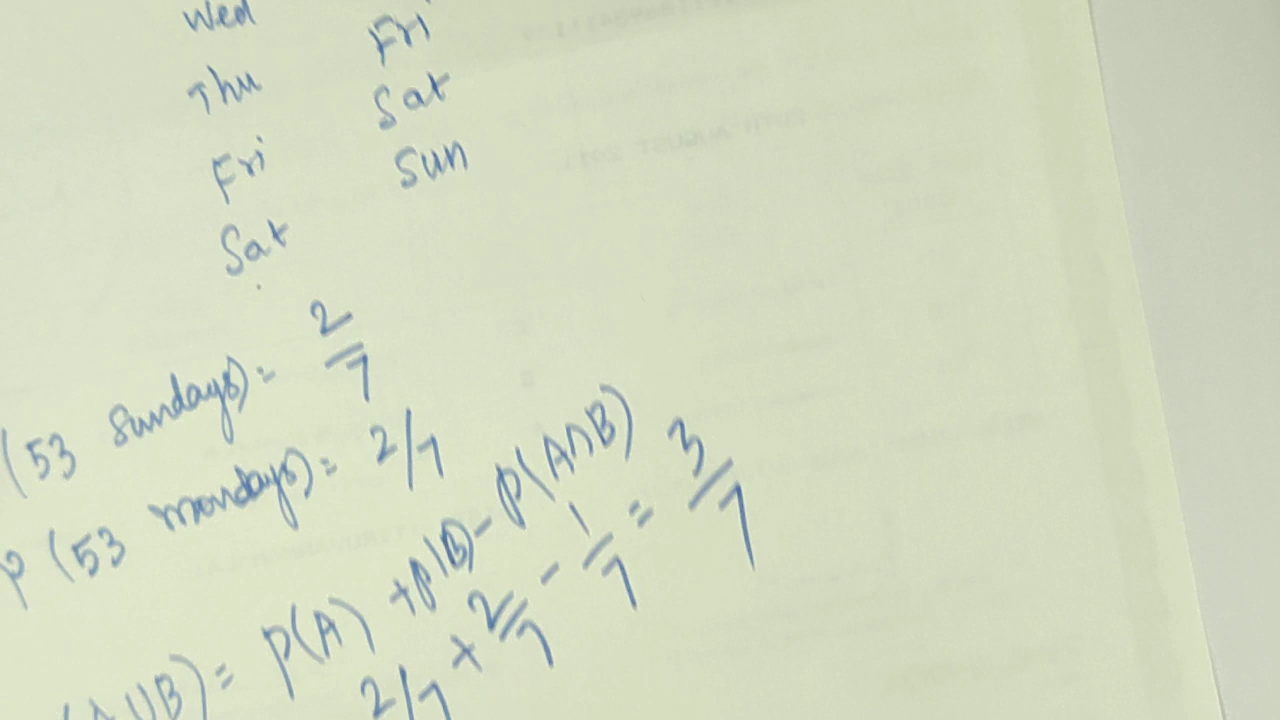 Wed Fri
Thu Sat
Fri Sun
Sat
(53 Sundays) = 2/7
P(53 mondays) = 2/7
(A∪B) = P(A) + P(B) - P(A∩B)
2/7 + 2/7 - 1/7 = 3/7